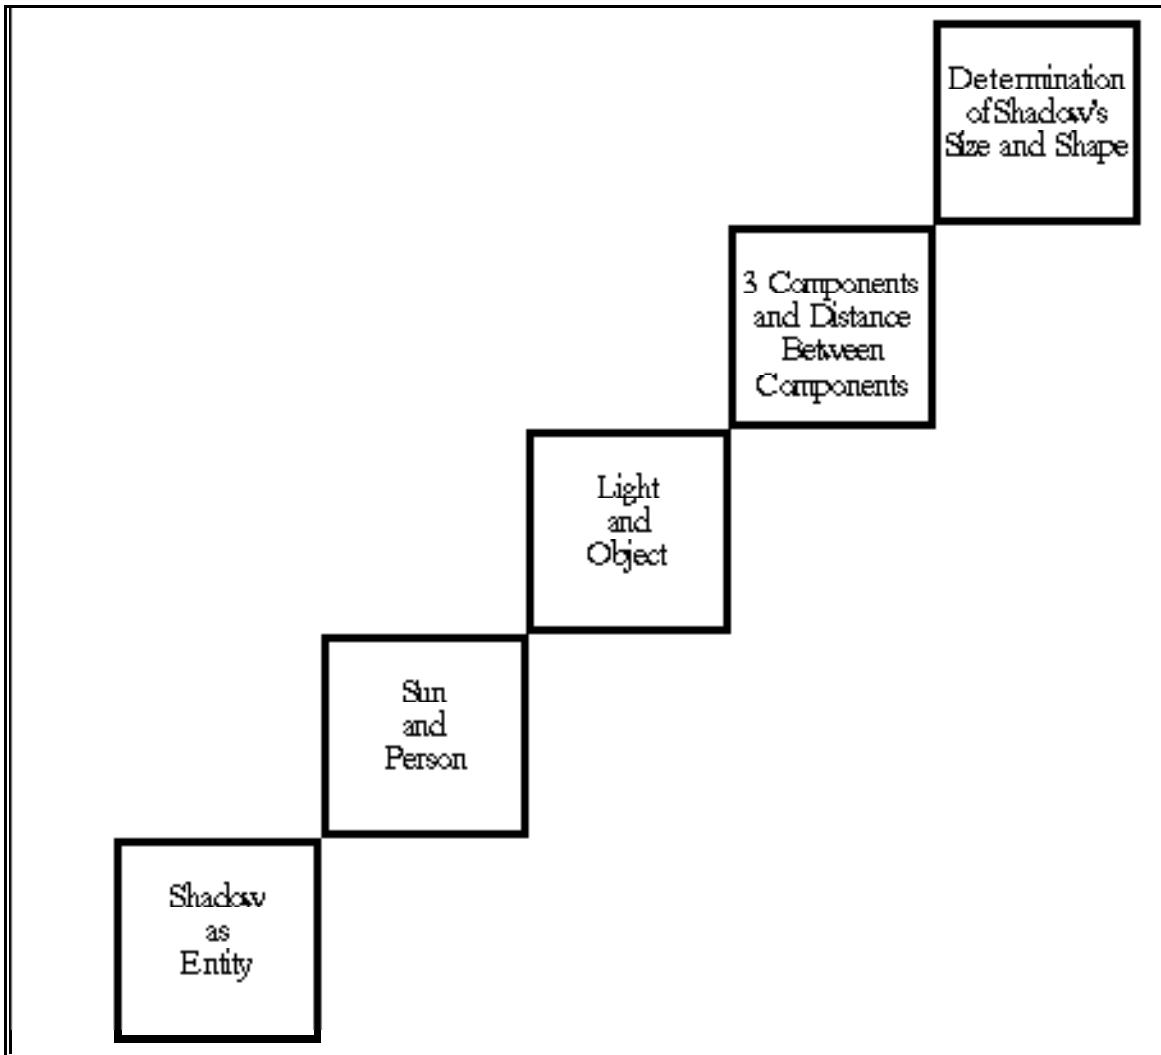 Determination
of Shadow's
Size and Shape
3 Components
and Distance
Between
Components
Light
and
Object
Sun
and
Person
Shadow
as
Entity